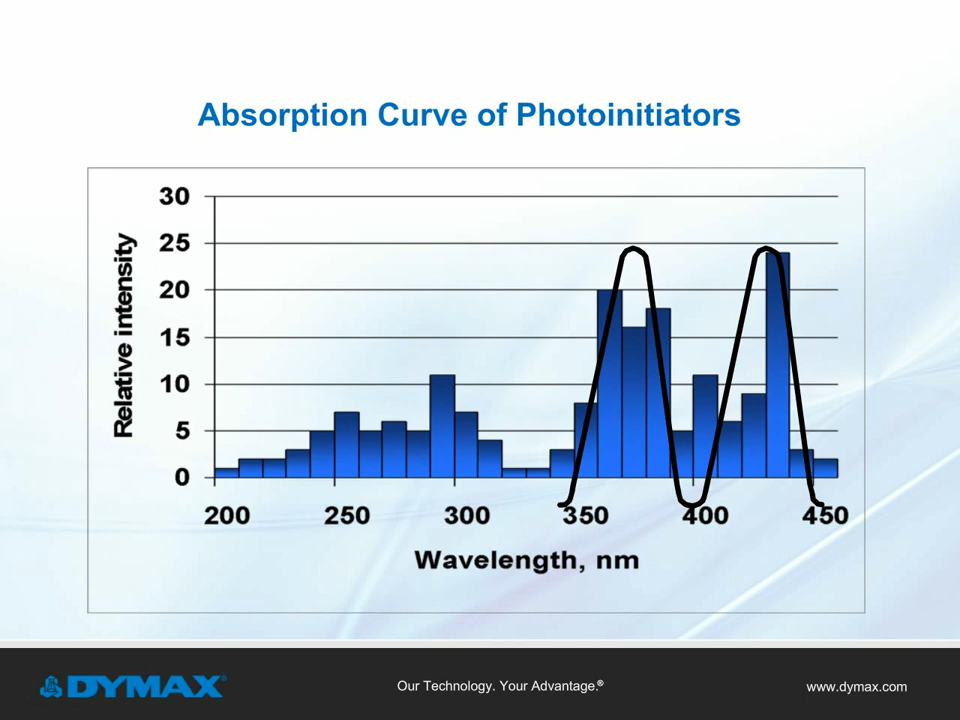 Absorption Curve of Photoinitiators
30
25
20
15
10
5
0
Relative intensity
200 250 300 350 400 450
Wavelength, nm
DYMAX®
Our Technology. Your Advantage.®
www.dymax.com